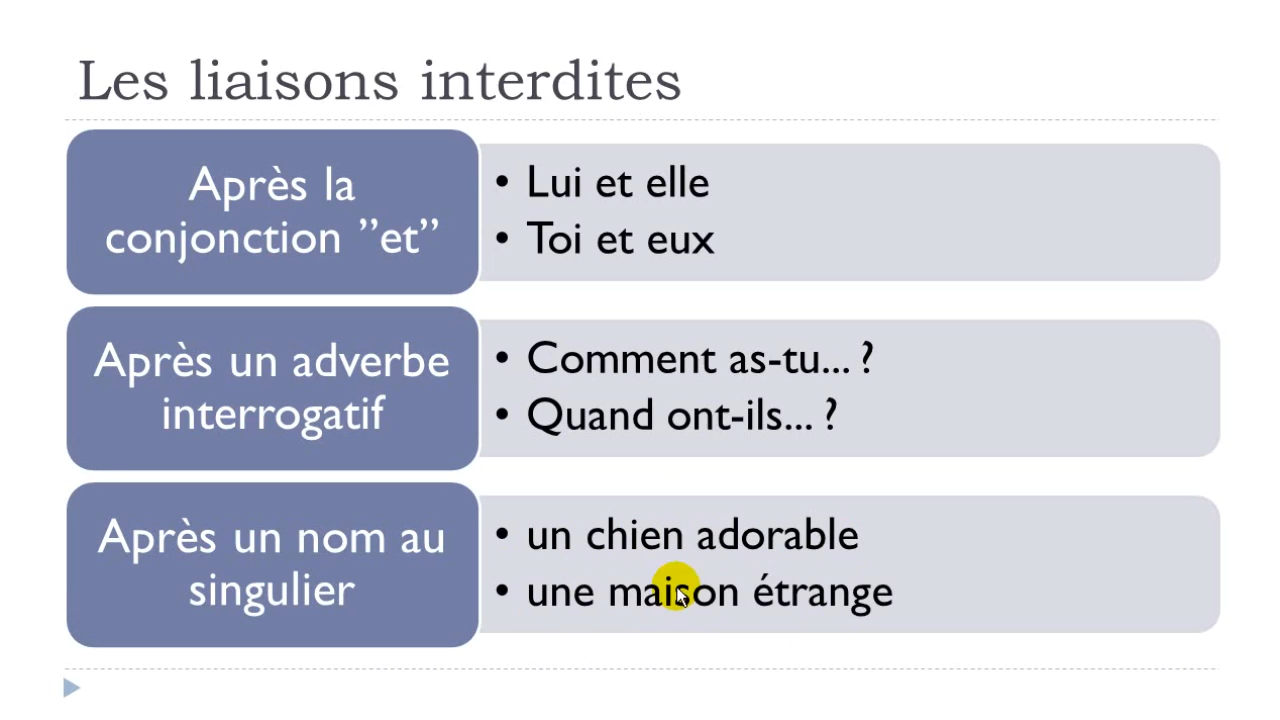 Les liaisons interdites
Après la
conjonction ”et”
• Lui et elle
• Toi et eux
Après un adverbe
interrogatif
• Comment as-tu... ?
• Quand ont-ils... ?
Après un nom au
singulier
• un chien adorable
• une maison étrange